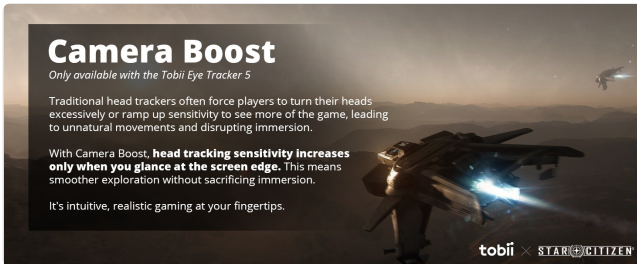 Camera Boost
Only available with the Tobii Eye Tracker 5
Traditional head trackers often force players to turn their heads
excessively or ramp up sensitivity to see more of the game, leading
to unnatural movements and disrupting immersion.
With Camera Boost, head tracking sensitivity increases
only when you glance at the screen edge. This means
smoother exploration without sacrificing immersion.
It's intuitive, realistic gaming at your fingertips.
tobii × STAR CITIZEN